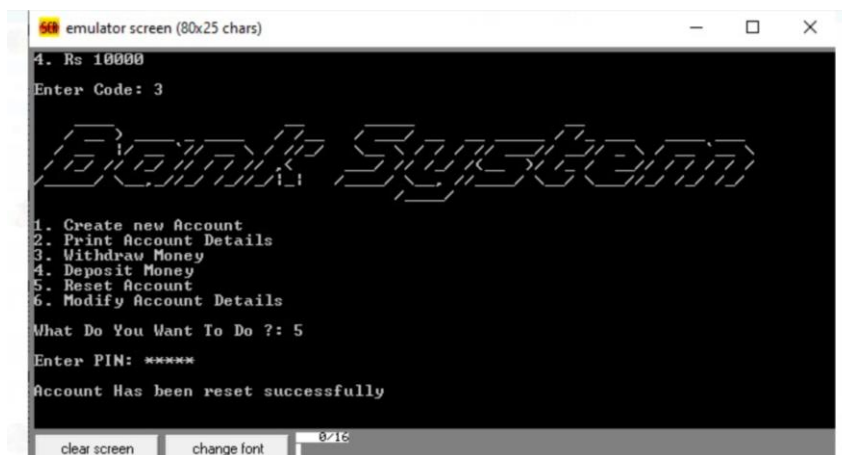 emulator screen (80x25 chars)
4. Rs 10000
Enter Code: 3
Bank System
1. Create new Account
2. Print Account Details
3. Withdraw Money
4. Deposit Money
5. Reset Account
6. Modify Account Details
What Do You Want To Do ?: 5
Enter PIN: *****
Account Has been reset successfully
clear screen
change font
0/16